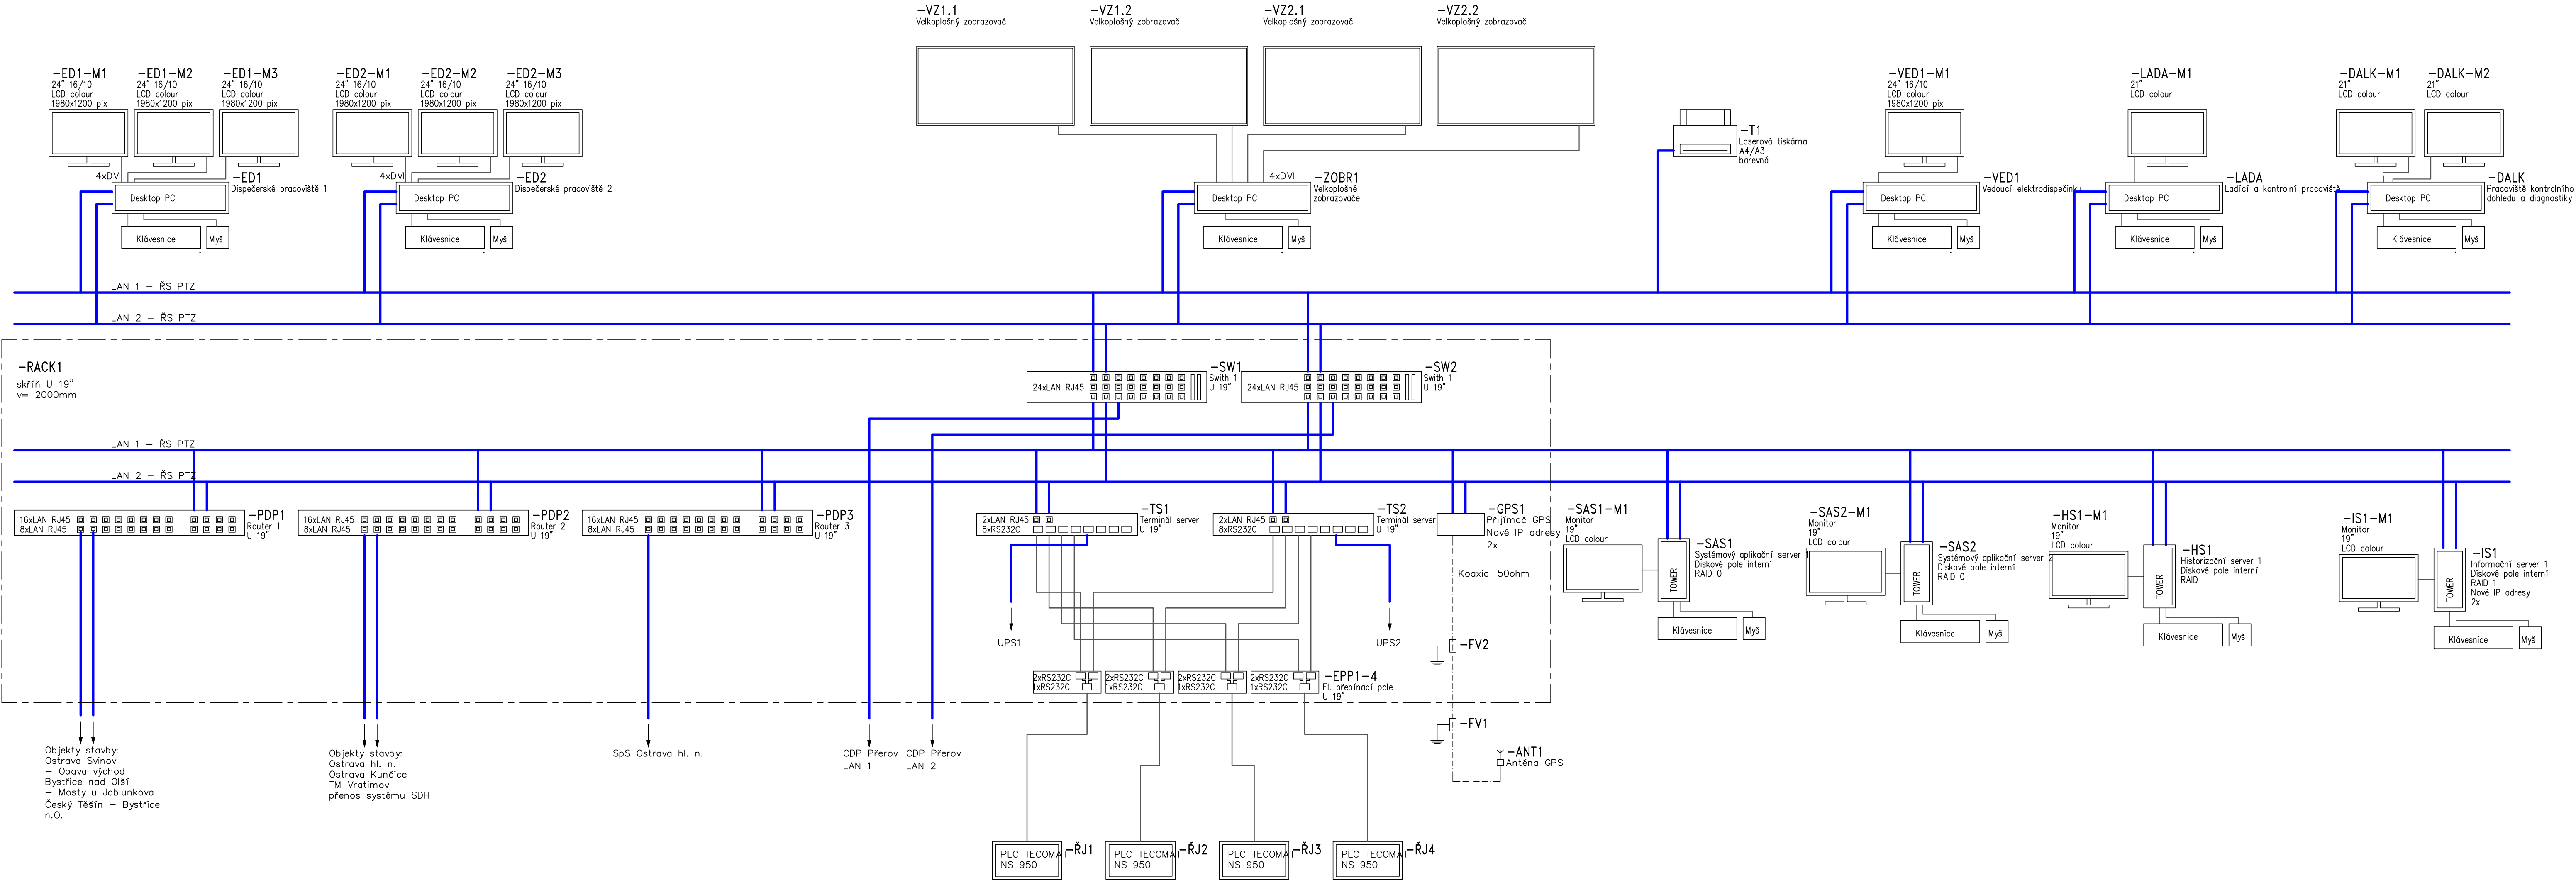 -VZ1.1
Velkoplošný zobrazovač
-VZ1.2
Velkoplošný zobrazovač
-VZ2.1
Velkoplošný zobrazovač
-VZ2.2
Velkoplošný zobrazovač
-ED1-M1
24" 16/10
LCD colour
1980x1200 pix
-ED1-M2
24" 16/10
LCD colour
1980x1200 pix
-ED1-M3
24" 16/10
LCD colour
1980x1200 pix
-ED2-M1
24" 16/10
LCD colour
1980x1200 pix
-ED2-M2
24" 16/10
LCD colour
1980x1200 pix
-ED2-M3
24" 16/10
LCD colour
1980x1200 pix
-T1
Laserová tiskárna
A4/A3
barevná
-VED1-M1
24" 16/10
LCD colour
1980x1200 pix
-LADA-M1
21"
LCD colour
-DALK-M1
21"
LCD colour
-DALK-M2
21"
LCD colour
4xDVI
-ED1
Dispečerské pracoviště 1
Desktop PC
Klávesnice
Myš
4xDVI
-ED2
Dispečerské pracoviště 2
Desktop PC
Klávesnice
Myš
4xDVI
-ZOBR1
Velkoplošné
zobrazovače
Desktop PC
Klávesnice
Myš
-VED1
Vedoucí elektrodispečinku
Desktop PC
Klávesnice
Myš
-LADA
Ladící a kontrolní pracoviště
Desktop PC
Klávesnice
Myš
-DALK
Pracoviště kontrolního
dohledu a diagnostiky
Desktop PC
Klávesnice
Myš
LAN 1 - ŘS PTZ
LAN 2 - ŘS PTZ
-RACK1
skříň U 19"
v= 2000mm
-SW1
Swith 1
U 19"
24xLAN RJ45
-SW2
Swith 1
U 19"
24xLAN RJ45
LAN 1 - ŘS PTZ
LAN 2 - ŘS PTZ
-PDP1
Router 1
U 19"
16xLAN RJ45
8xLAN RJ45
-PDP2
Router 2
U 19"
16xLAN RJ45
8xLAN RJ45
-PDP3
Router 3
U 19"
16xLAN RJ45
8xLAN RJ45
-TS1
Terminál server
U 19"
2xLAN RJ45
8xRS232C
-TS2
Terminál server
U 19"
2xLAN RJ45
8xRS232C
-GPS1
Přijímač GPS
Nové IP adresy
2x
Koaxial 50ohm
-SAS1-M1
Monitor
19"
LCD colour
-SAS1
Systémový aplikační server 1
Diskové pole interní
RAID 0
TOWER
Klávesnice
Myš
-SAS2-M1
Monitor
19"
LCD colour
-SAS2
Systémový aplikační server 2
Diskové pole interní
RAID 0
TOWER
Klávesnice
Myš
-HS1-M1
Monitor
19"
LCD colour
-HS1
Historizační server 1
Diskové pole interní
RAID
TOWER
Klávesnice
Myš
-IS1-M1
Monitor
19"
LCD colour
-IS1
Informační server 1
Diskové pole interní
RAID 1
Nové IP adresy
2x
TOWER
Klávesnice
Myš
UPS1
UPS2
-FV2
2xRS232C
1xRS232C
2xRS232C
1xRS232C
2xRS232C
1xRS232C
2xRS232C
1xRS232C
-EPP1-4
El. přepínací pole
U 19"
-FV1
-ANT1
Anténa GPS
Objekty stavby:
Ostrava Svinov
- Opava východ
Bystřice nad Olší
- Mosty u Jablunkova
Český Těšín - Bystřice
n.O.
Objekty stavby:
Ostrava hl. n.
Ostrava Kunčice
TM Vratimov
přenos systému SDH
SpS Ostrava hl. n.
CDP Přerov
LAN 1
CDP Přerov
LAN 2
PLC TECOMAT
NS 950
-ŘJ1
PLC TECOMAT
NS 950
-ŘJ2
PLC TECOMAT
NS 950
-ŘJ3
PLC TECOMAT
NS 950
-ŘJ4